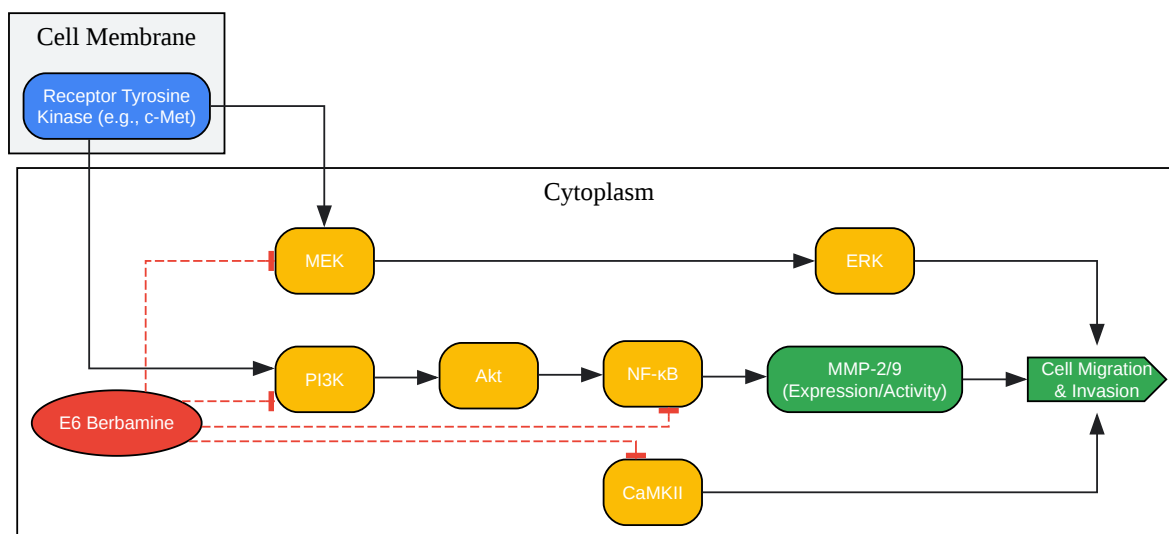 Cell Membrane
Receptor Tyrosine
Kinase (e.g., c-Met)
Cytoplasm
MEK
ERK
PI3K
Akt
NF-κB
MMP-2/9
(Expression/Activity)
Cell Migration
& Invasion
E6 Berbamine
CaMKII